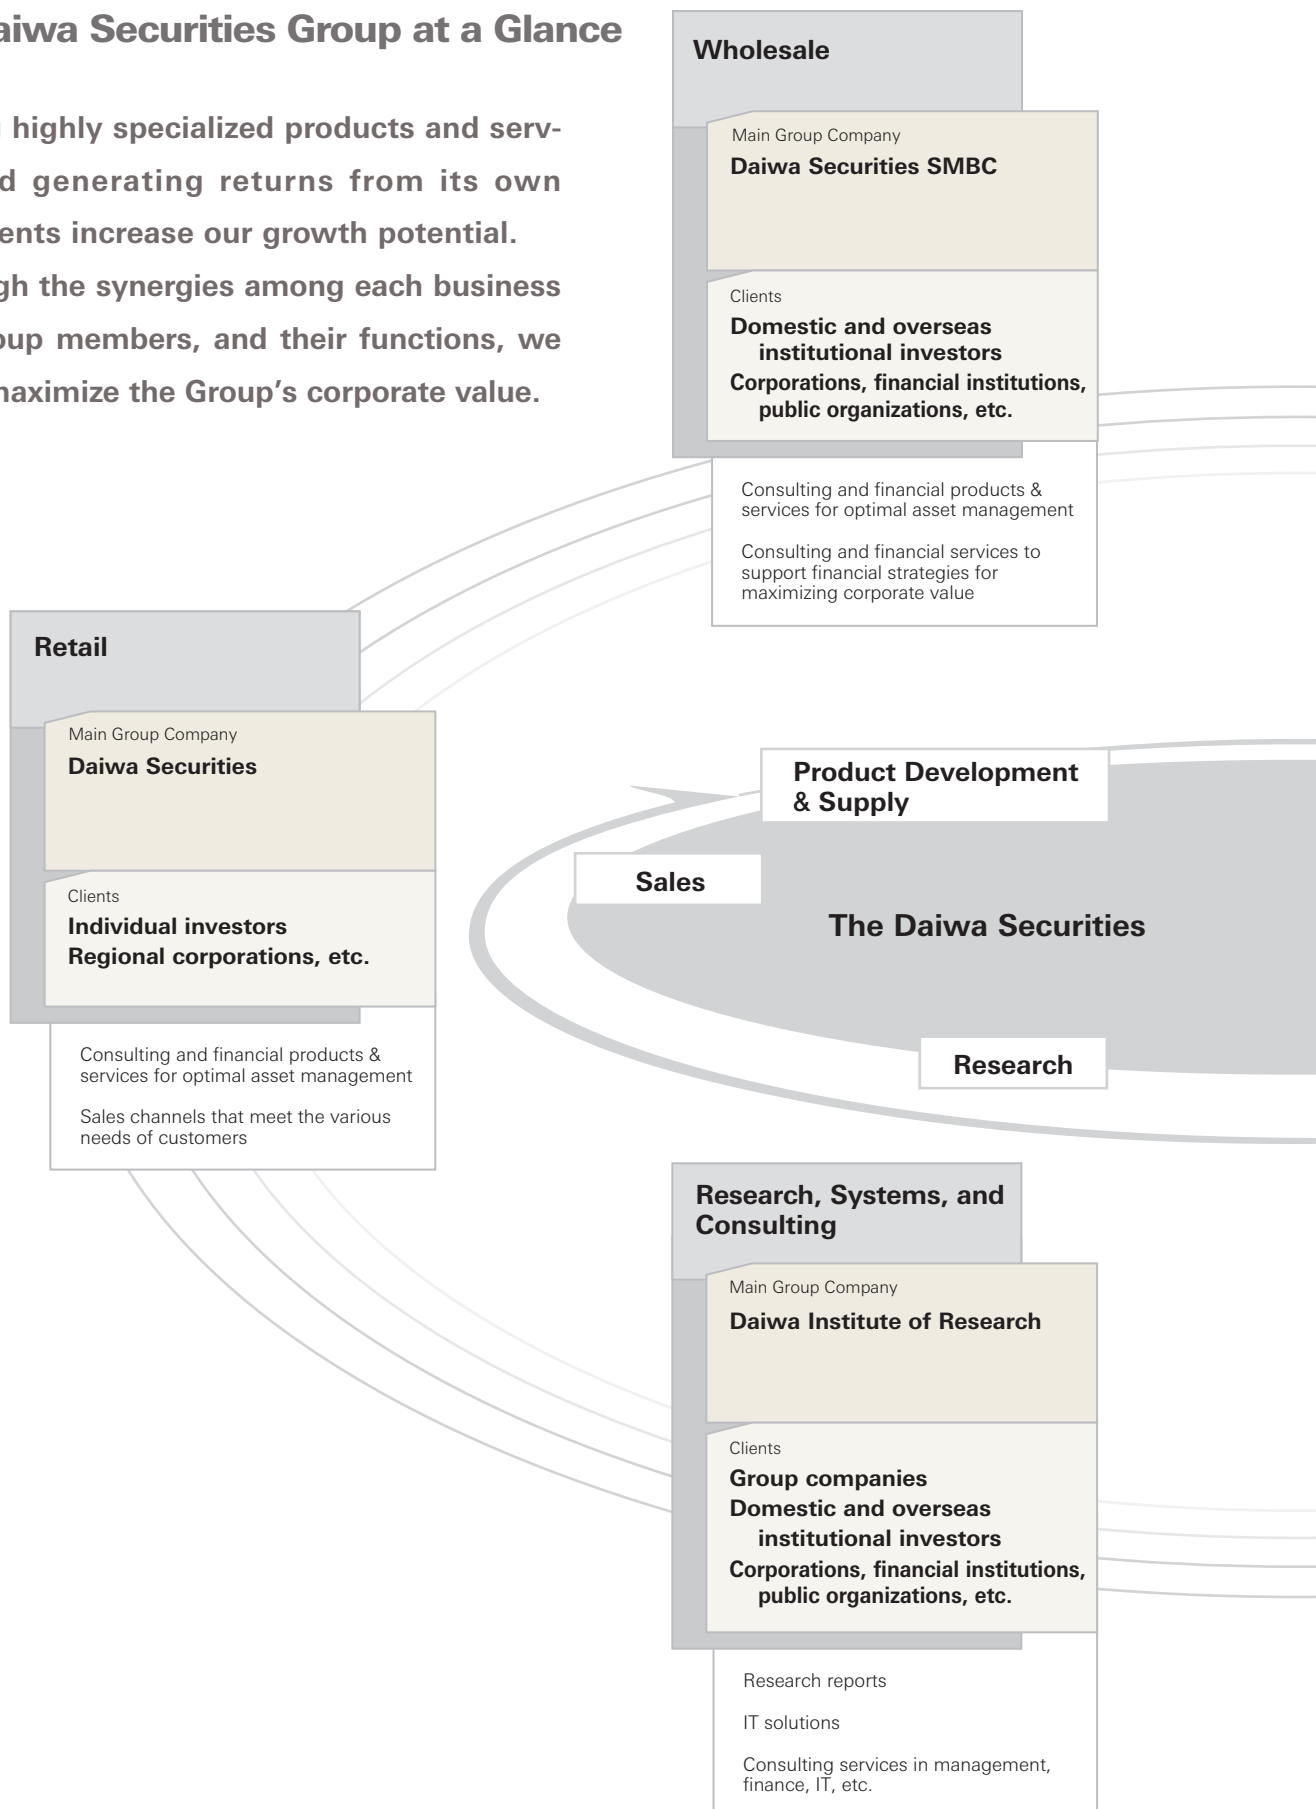 aiwa Securities Group at a Glance
highly specialized products and serv-
d generating returns from its own
ents increase our growth potential.
gh the synergies among each business
oup members, and their functions, we
maximize the Group's corporate value.
Wholesale
Main Group Company
Daiwa Securities SMBC
Clients
Domestic and overseas
institutional investors
Corporations, financial institutions,
public organizations, etc.
Consulting and financial products &
services for optimal asset management
Consulting and financial services to
support financial strategies for
maximizing corporate value
Retail
Main Group Company
Daiwa Securities
Clients
Individual investors
Regional corporations, etc.
Consulting and financial products &
services for optimal asset management
Sales channels that meet the various
needs of customers
Product Development
& Supply
Sales
The Daiwa Securities
Research
Research, Systems, and
Consulting
Main Group Company
Daiwa Institute of Research
Clients
Group companies
Domestic and overseas
institutional investors
Corporations, financial institutions,
public organizations, etc.
Research reports
IT solutions
Consulting services in management,
finance, IT, etc.